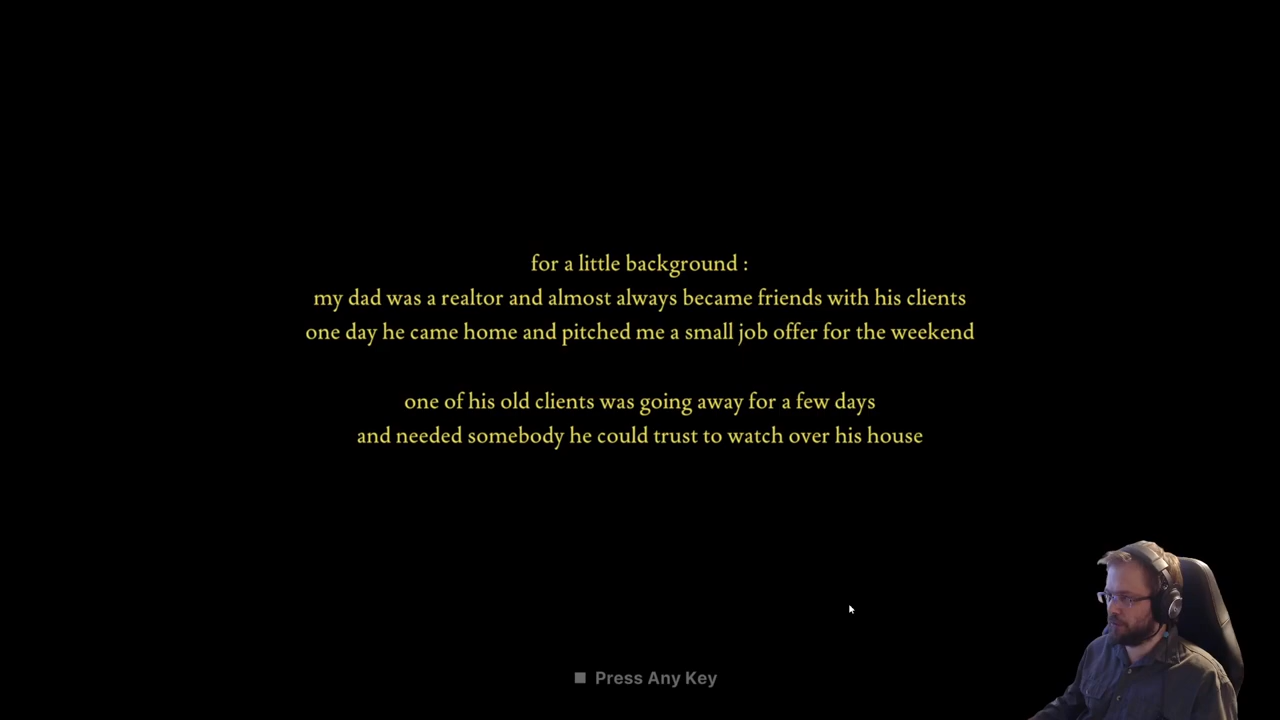 for a little background :
my dad was a realtor and almost always became friends with his clients
one day he came home and pitched me a small job offer for the weekend
one of his old clients was going away for a few days
and needed somebody he could trust to watch over his house
Press Any Key